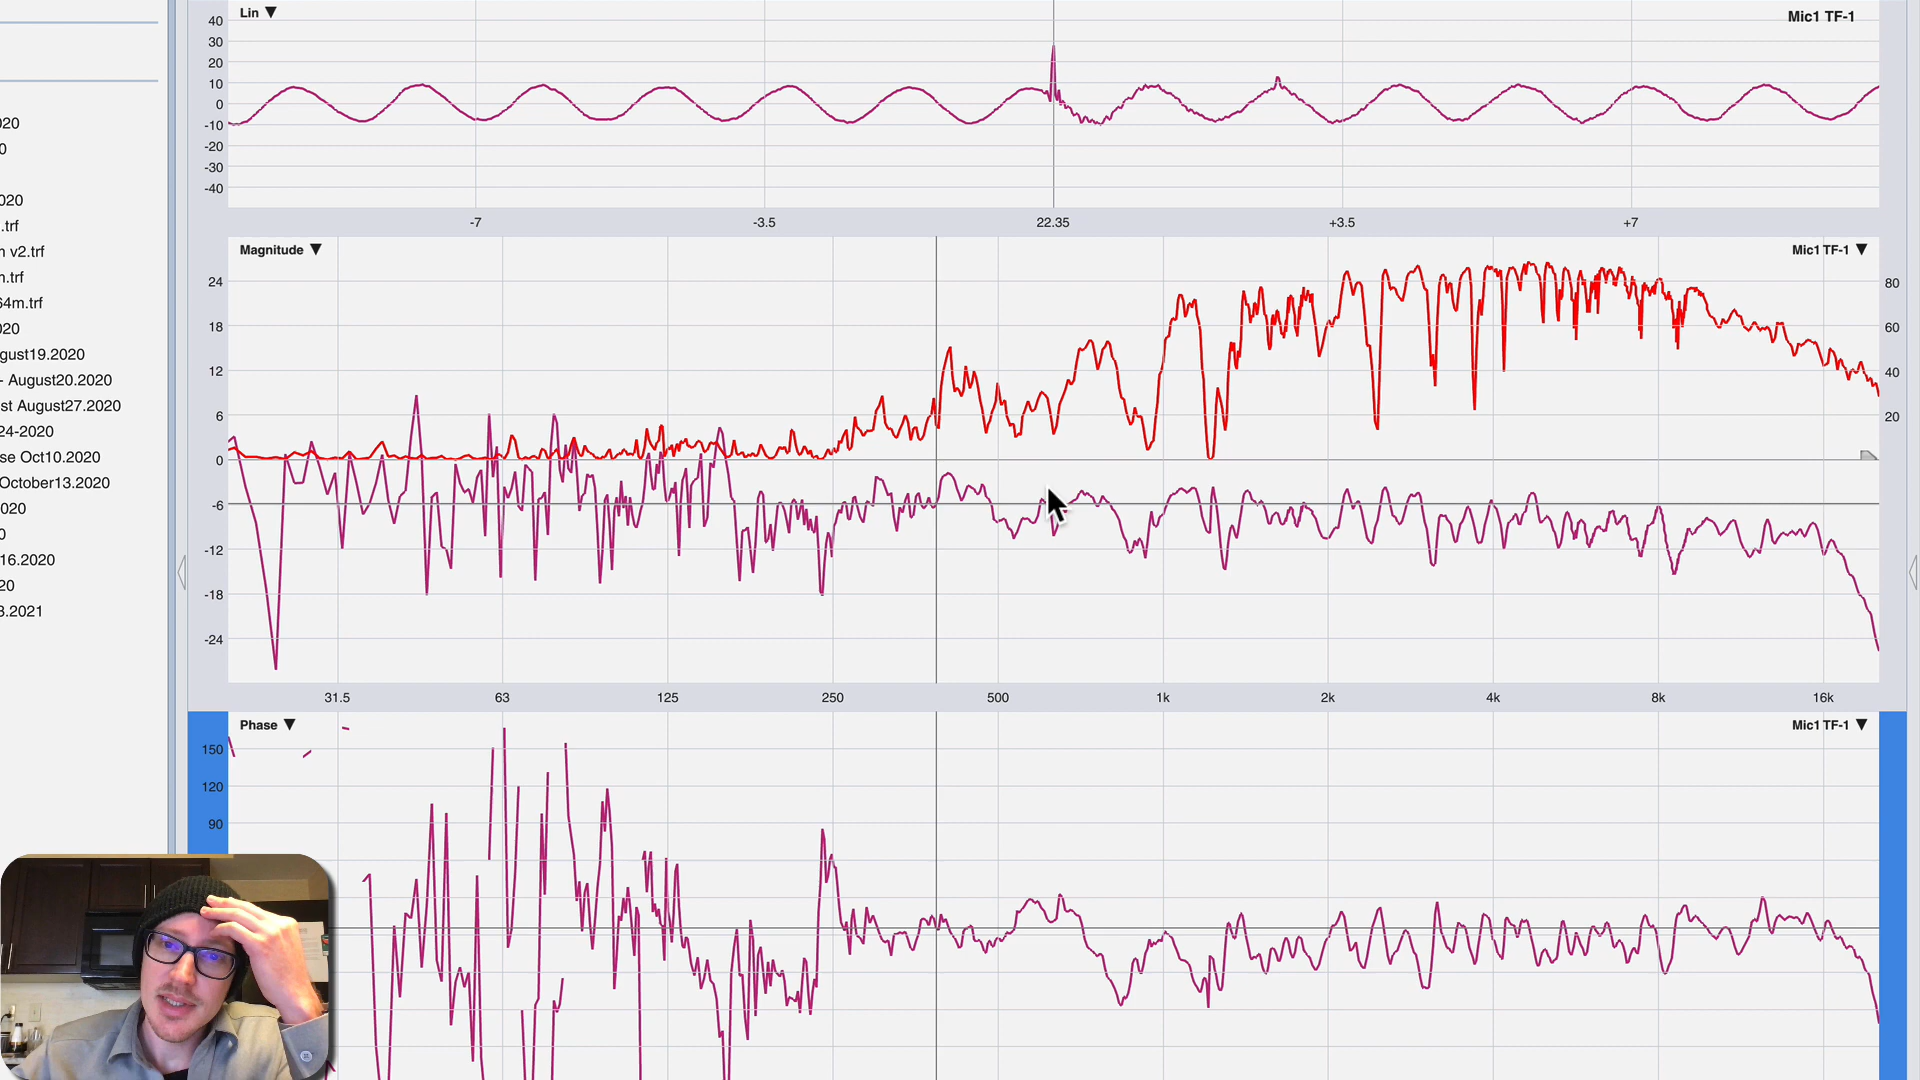 Lin ▼
Mic1 TF-1
40
30
20
10
0
-10
-20
-30
-40
-7
-3.5
22.35
+3.5
+7
020
0
020
.trf
n v2.trf
n.trf
64m.trf
020
gust19.2020
- August20.2020
st August27.2020
24-2020
se Oct10.2020
October13.2020
020
0
16.2020
20
3.2021
Magnitude ▼
Mic1 TF-1 ▼
24
18
12
6
0
-6
-12
-18
-24
80
60
40
20
31.5
63
125
250
500
1k
2k
4k
8k
16k
Phase ▼
Mic1 TF-1 ▼
150
120
90